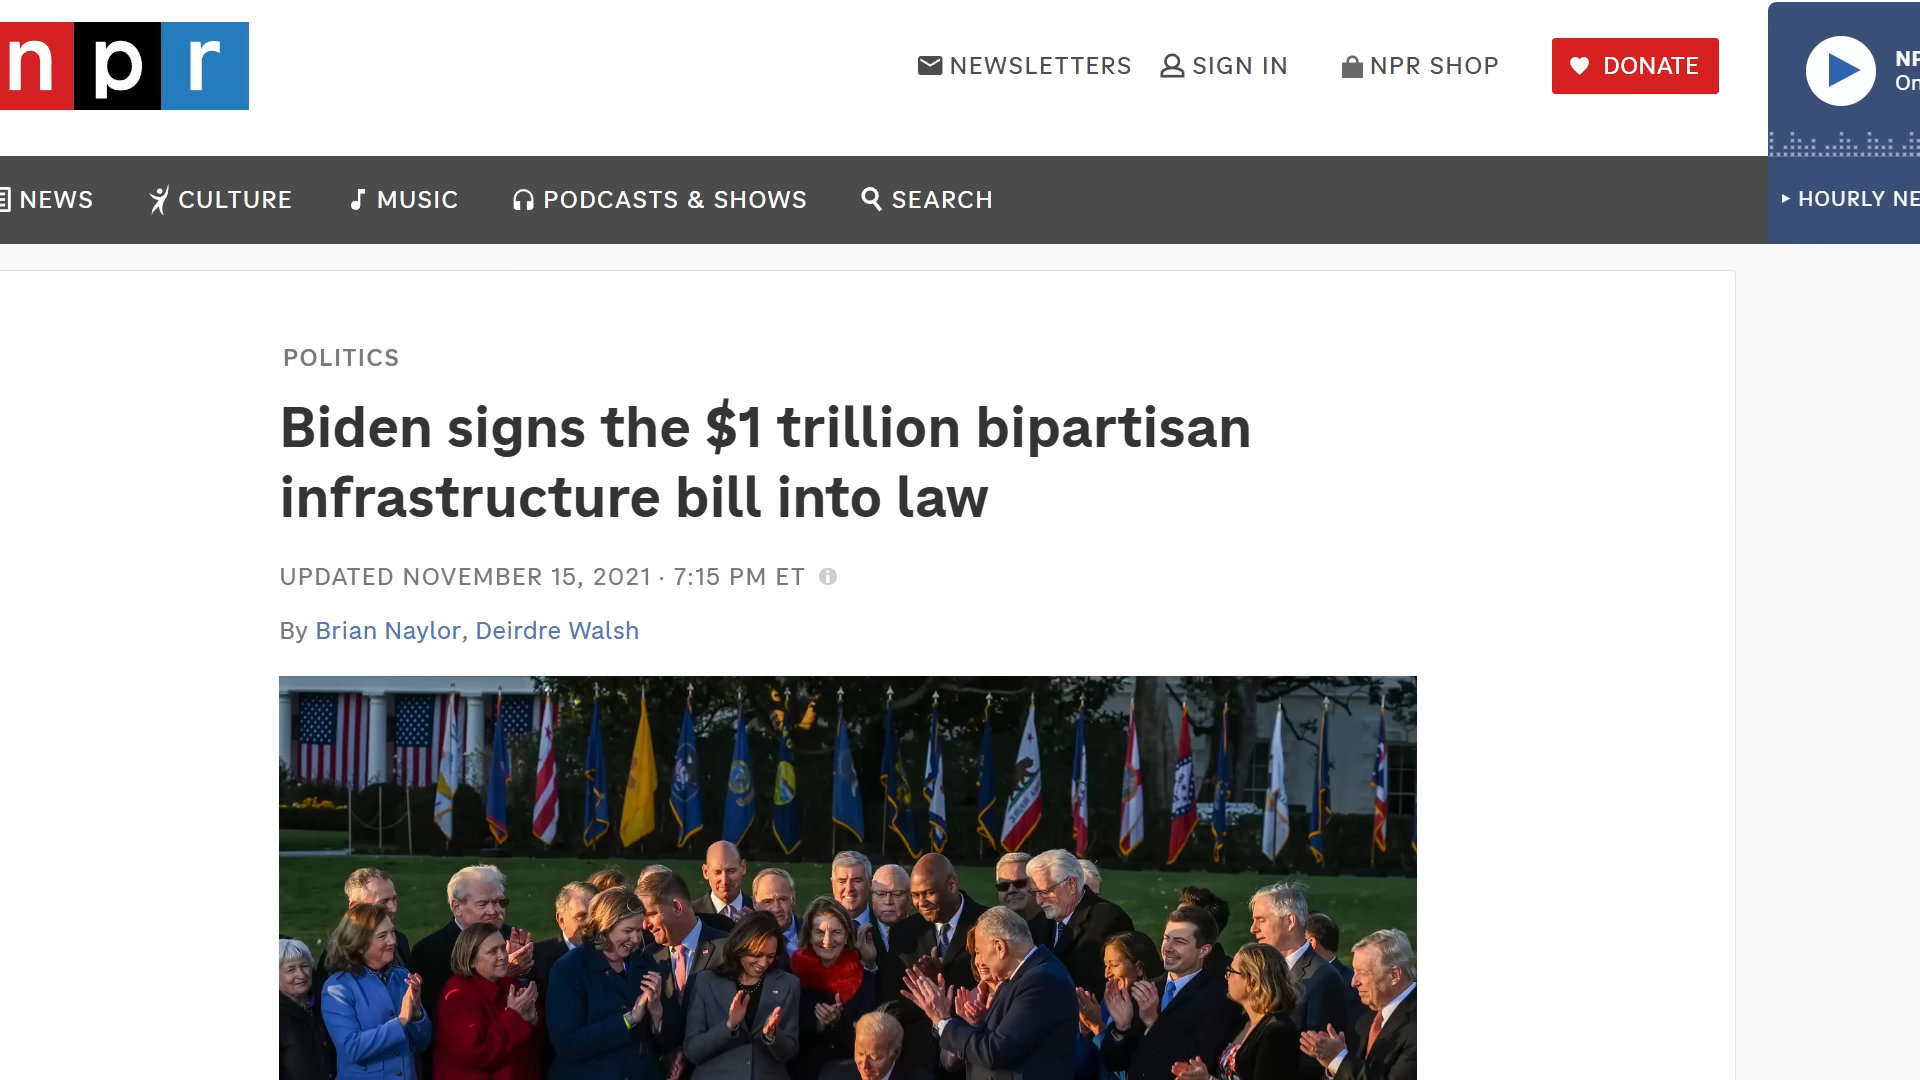 npr
NEWSLETTERS
SIGN IN
NPR SHOP
DONATE
On
NEWS
CULTURE
MUSIC
PODCASTS & SHOWS
SEARCH
HOURLY
POLITICS
Biden signs the $1 trillion bipartisan
infrastructure bill into law
UPDATED NOVEMBER 15, 2021 · 7:15 PM ET
By Brian Naylor, Deirdre Walsh